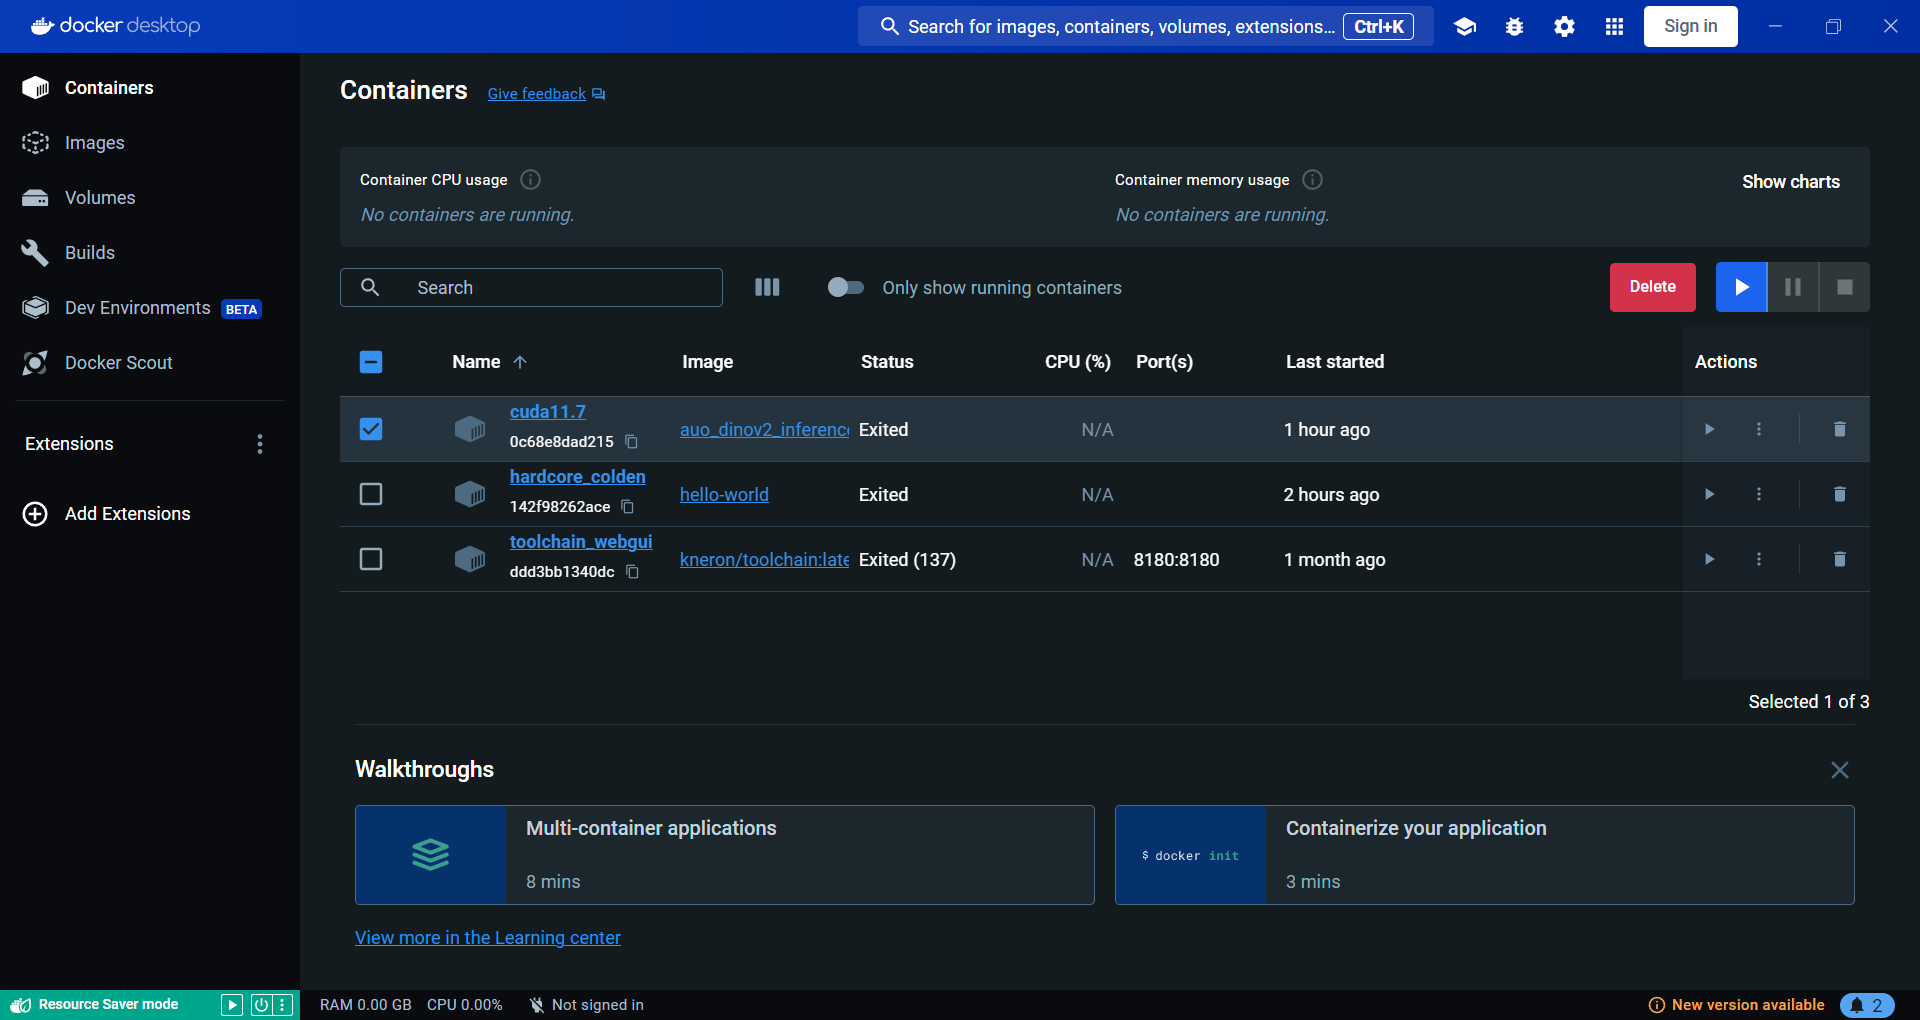 docker desktop
Search for images, containers, volumes, extensions... Ctrl+K
Sign in
Containers
Images
Volumes
Builds
Dev Environments BETA
Docker Scout
Extensions
Add Extensions
Containers Give feedback
Container CPU usage
No containers are running.
Container memory usage
No containers are running.
Show charts
Search
Only show running containers
Delete
Name Image Status CPU (%) Port(s) Last started Actions
cuda11.7
0c68e8dad215
auo_dinov2_inference Exited N/A 1 hour ago
hardcore_colden
142f98262ace
hello-world Exited N/A 2 hours ago
toolchain_webgui
ddd3bb1340dc
kneron/toolchain:late Exited (137) N/A 8180:8180 1 month ago
Selected 1 of 3
Walkthroughs
Multi-container applications
8 mins
$ docker init
Containerize your application
3 mins
View more in the Learning center
Resource Saver mode
RAM 0.00 GB CPU 0.00% Not signed in
New version available 2